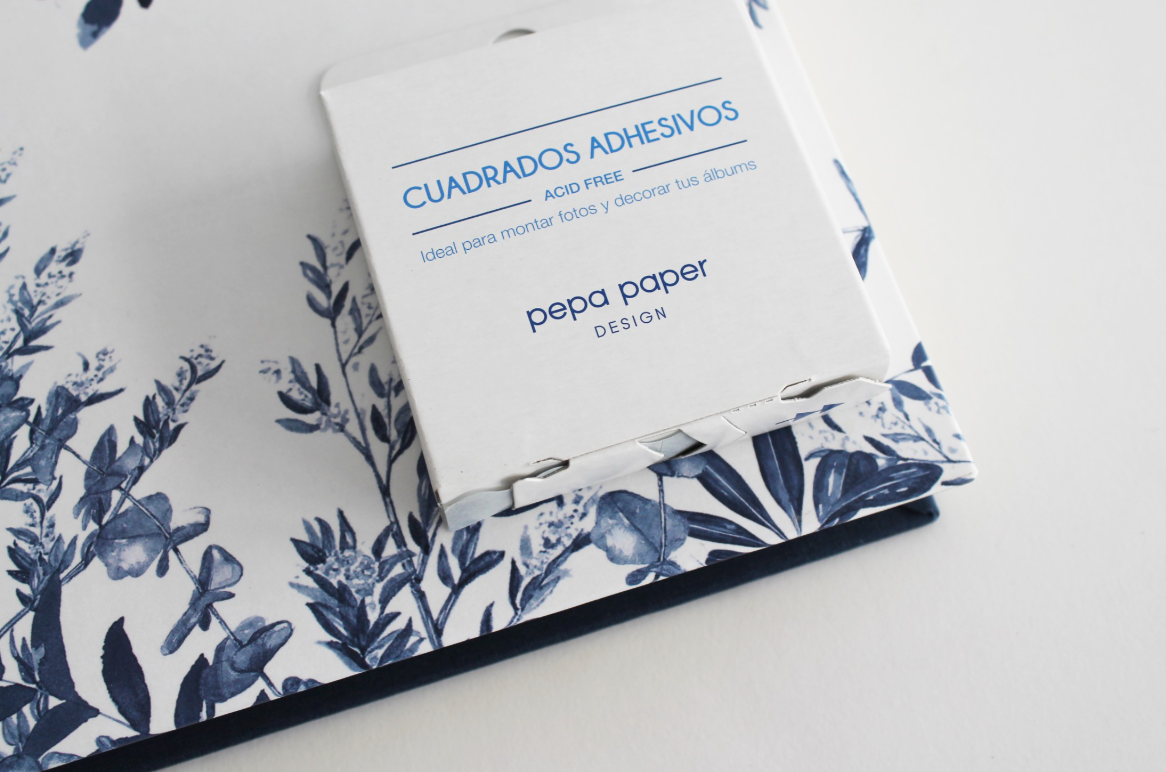 CUADRADOS ADHESIVOS
ACID FREE
Ideal para montar fotos y decorar tus álbums
pepa paper
DESIGN